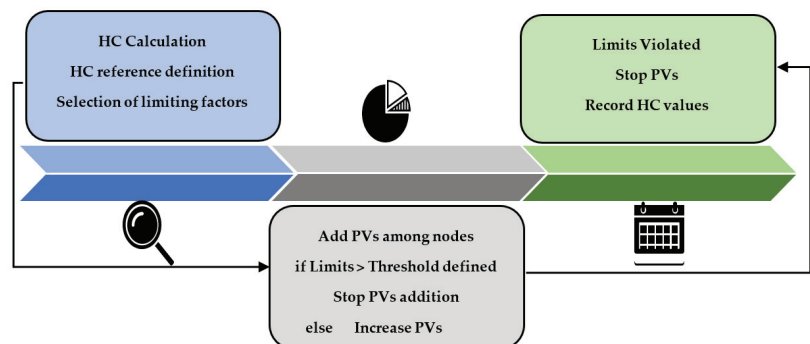 HC Calculation
HC reference definition
Selection of limiting factors
Add PVs among nodes
if Limits > Threshold defined
Stop PVs addition
else Increase PVs
Limits Violated
Stop PVs
Record HC values